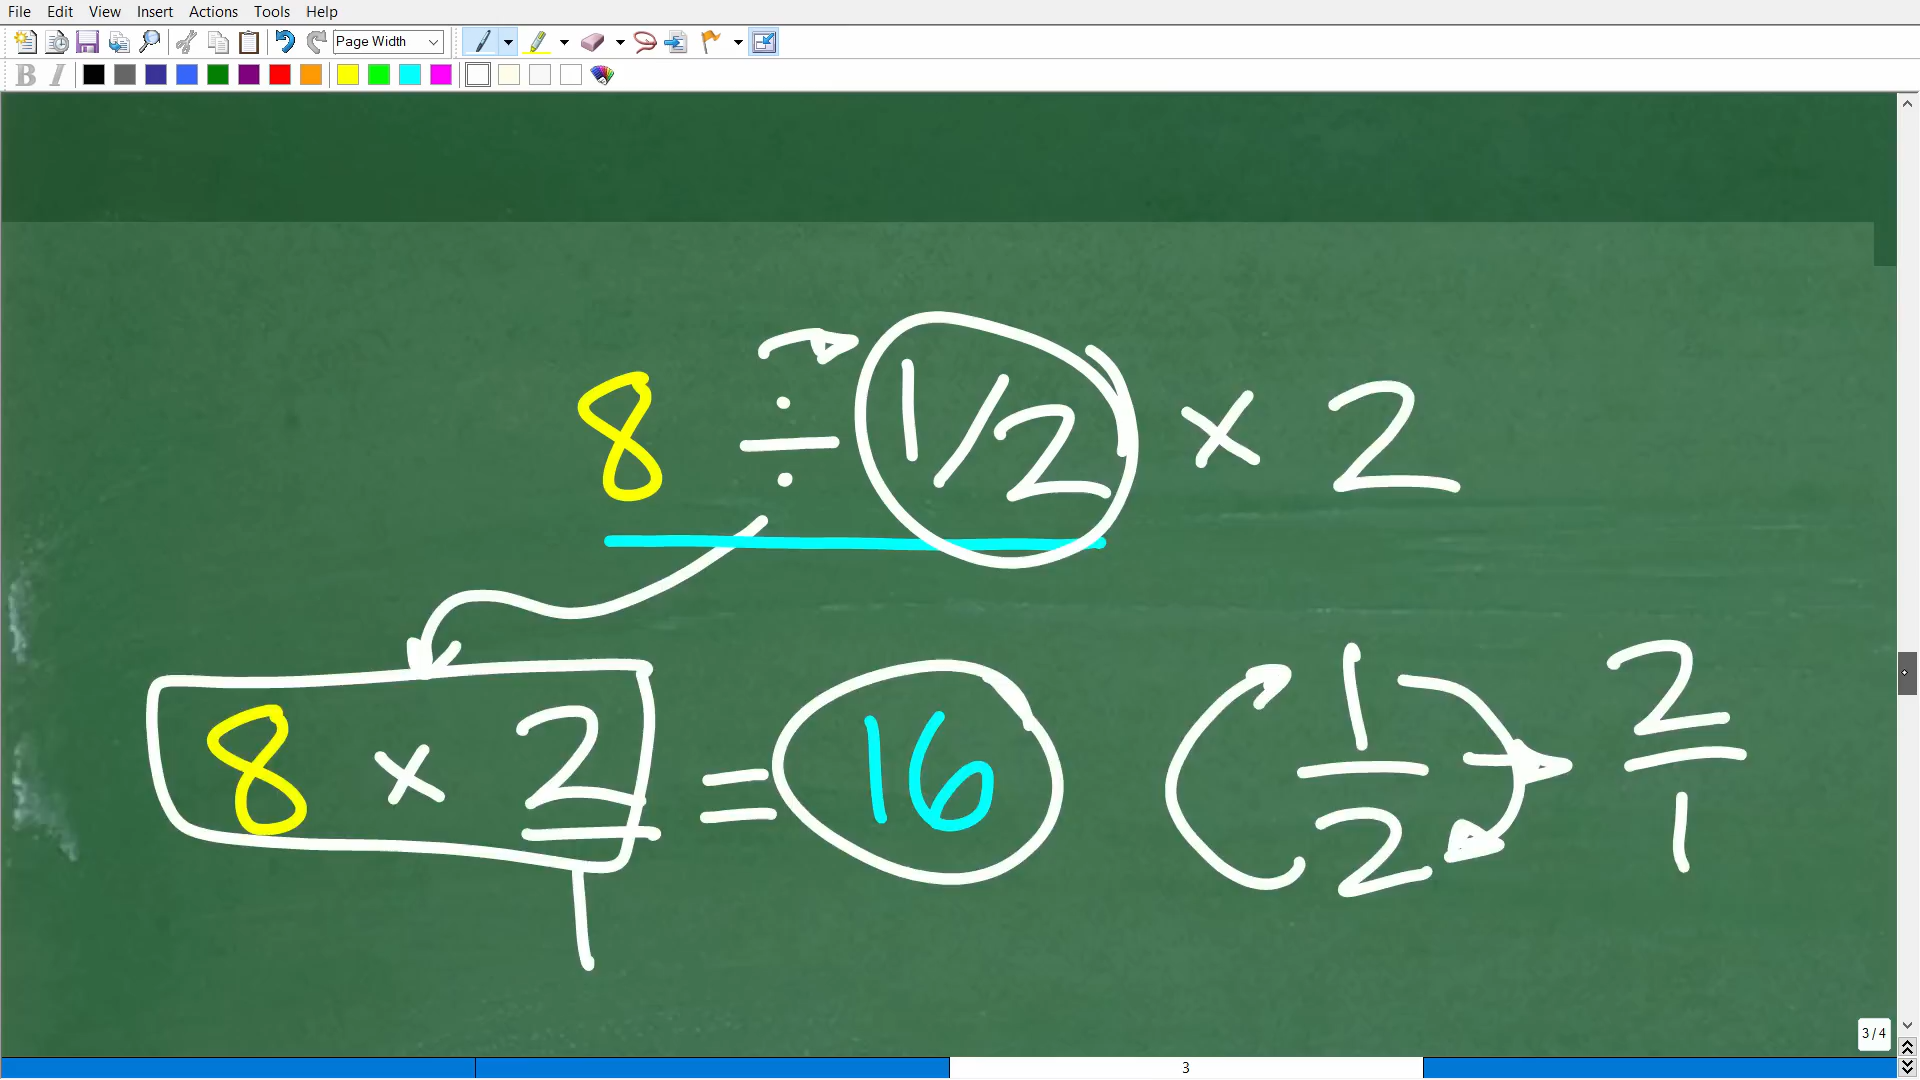 File Edit View Insert Actions Tools Help
Page Width
B I
8 ÷ 1/2 × 2
8 × 2/1 = 16
1/2 → 2/1
3/4
3